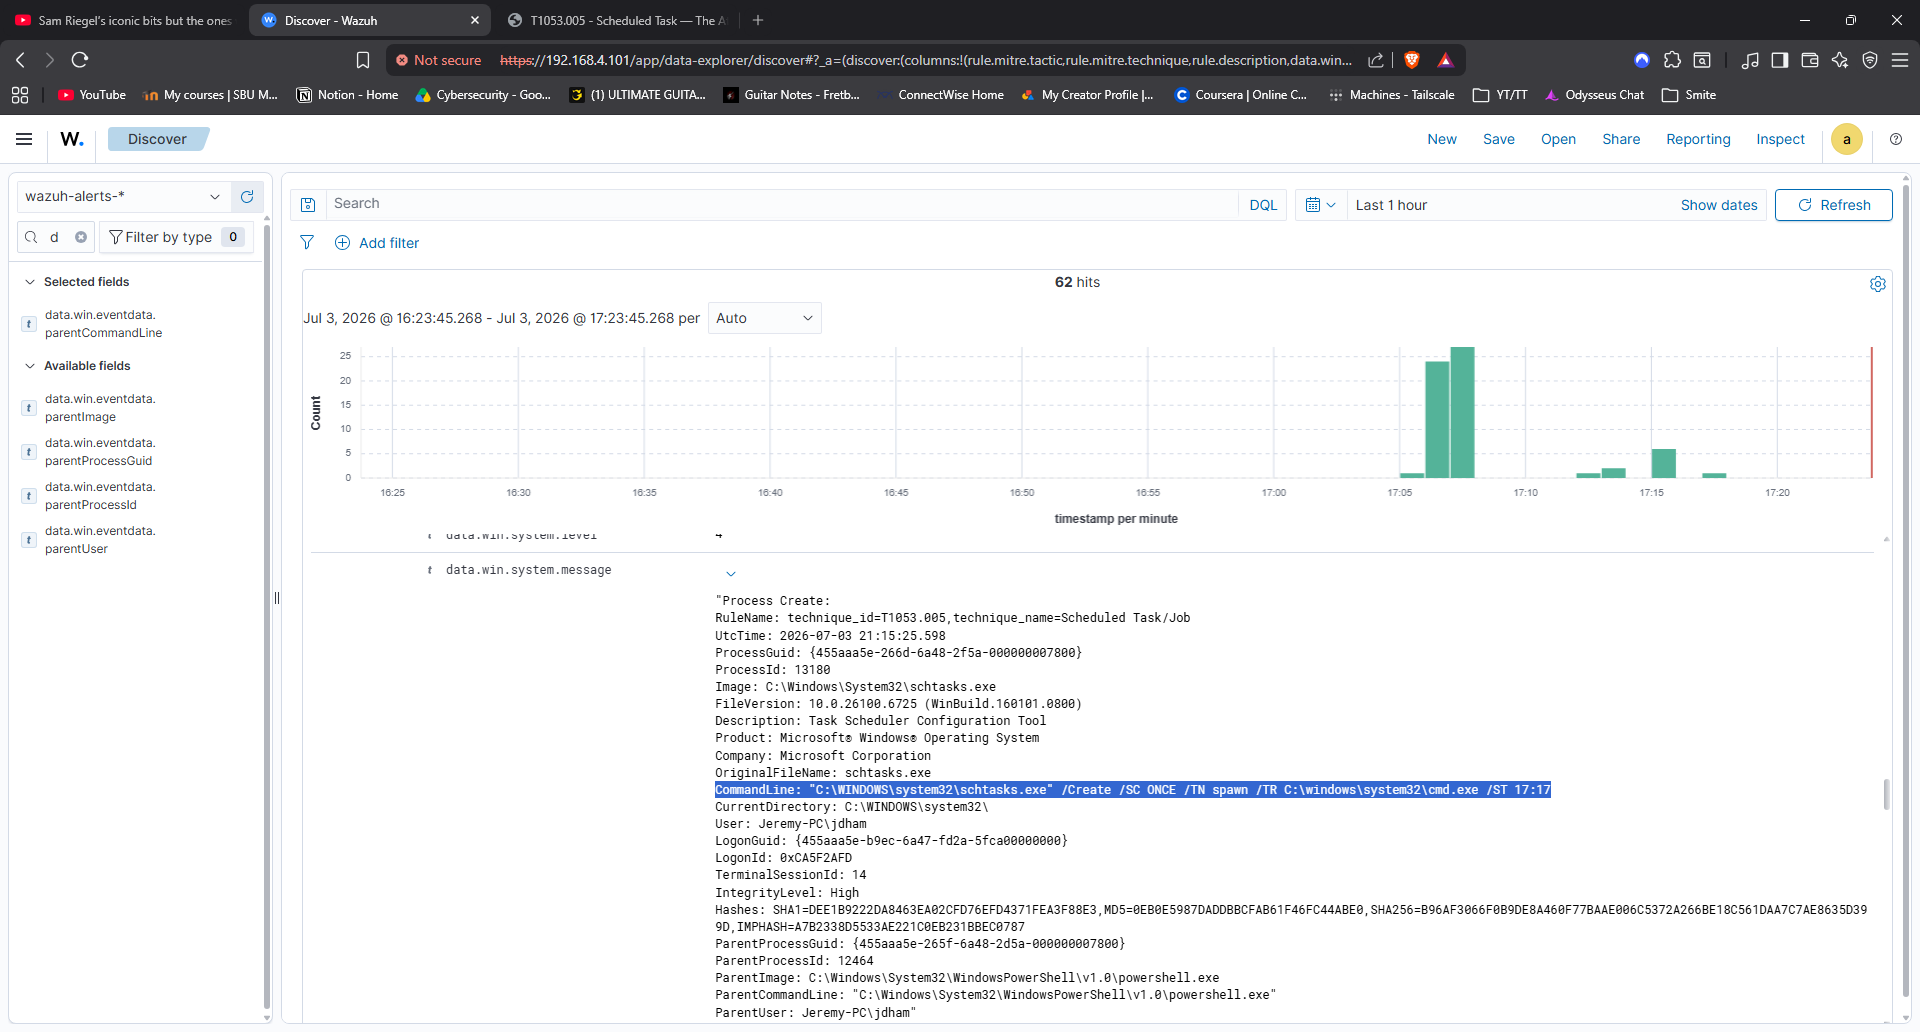 Sam Riegel's iconic bits but the ones
Discover - Wazuh
T1053.005 - Scheduled Task — The A
Not secure https://192.168.4.101/app/data-explorer/discover#?_a=(discover:(columns:!(rule.mitre.tactic,rule.mitre.technique,rule.description,data.win...
YouTube
My courses | SBU M...
Notion - Home
Cybersecurity - Goo...
(1) ULTIMATE GUITA...
Guitar Notes - Fretb...
ConnectWise Home
My Creator Profile |...
Coursera | Online C...
Machines - Tailscale
YT/TT
Odysseus Chat
Smite
W.
Discover
New Save Open Share Reporting Inspect a
wazuh-alerts-*
Search
DQL
Last 1 hour
Show dates
Refresh
d
Filter by type 0
Add filter
Selected fields
t data.win.eventdata.
parentCommandLine
Available fields
t data.win.eventdata.
parentImage
t data.win.eventdata.
parentProcessGuid
t data.win.eventdata.
parentProcessId
t data.win.eventdata.
parentUser
62 hits
Jul 3, 2026 @ 16:23:45.268 - Jul 3, 2026 @ 17:23:45.268 per Auto
Count
25
20
15
10
5
0
16:25 16:30 16:35 16:40 16:45 16:50 16:55 17:00 17:05 17:10 17:15 17:20
timestamp per minute
t data.win.system.level 4
t data.win.system.message
"Process Create:
RuleName: technique_id=T1053.005,technique_name=Scheduled Task/Job
UtcTime: 2026-07-03 21:15:25.598
ProcessGuid: {455aaa5e-266d-6a48-2f5a-000000007800}
ProcessId: 13180
Image: C:\Windows\System32\schtasks.exe
FileVersion: 10.0.26100.6725 (WinBuild.160101.0800)
Description: Task Scheduler Configuration Tool
Product: Microsoft® Windows® Operating System
Company: Microsoft Corporation
OriginalFileName: schtasks.exe
CommandLine: "C:\WINDOWS\system32\schtasks.exe" /Create /SC ONCE /TN spawn /TR C:\windows\system32\cmd.exe /ST 17:17
CurrentDirectory: C:\WINDOWS\system32\
User: Jeremy-PC\jdham
LogonGuid: {455aaa5e-b9ec-6a47-fd2a-5fca00000000}
LogonId: 0xCA5F2AFD
TerminalSessionId: 14
IntegrityLevel: High
Hashes: SHA1=DEE1B9222DA8463EA02CFD76EFD4371FEA3F88E3,MD5=0EB0E5987DADDBBCFAB61F46FC44ABE0,SHA256=B96AF3066F0B9DE8A460F77BAAE006C5372A266BE18C561DAA7C7AE8635D39
9D,IMPHASH=A7B2338D5533AE221C0EB231BBEC0787
ParentProcessGuid: {455aaa5e-265f-6a48-2d5a-000000007800}
ParentProcessId: 12464
ParentImage: C:\Windows\System32\WindowsPowerShell\v1.0\powershell.exe
ParentCommandLine: "C:\Windows\System32\WindowsPowerShell\v1.0\powershell.exe"
ParentUser: Jeremy-PC\jdham"